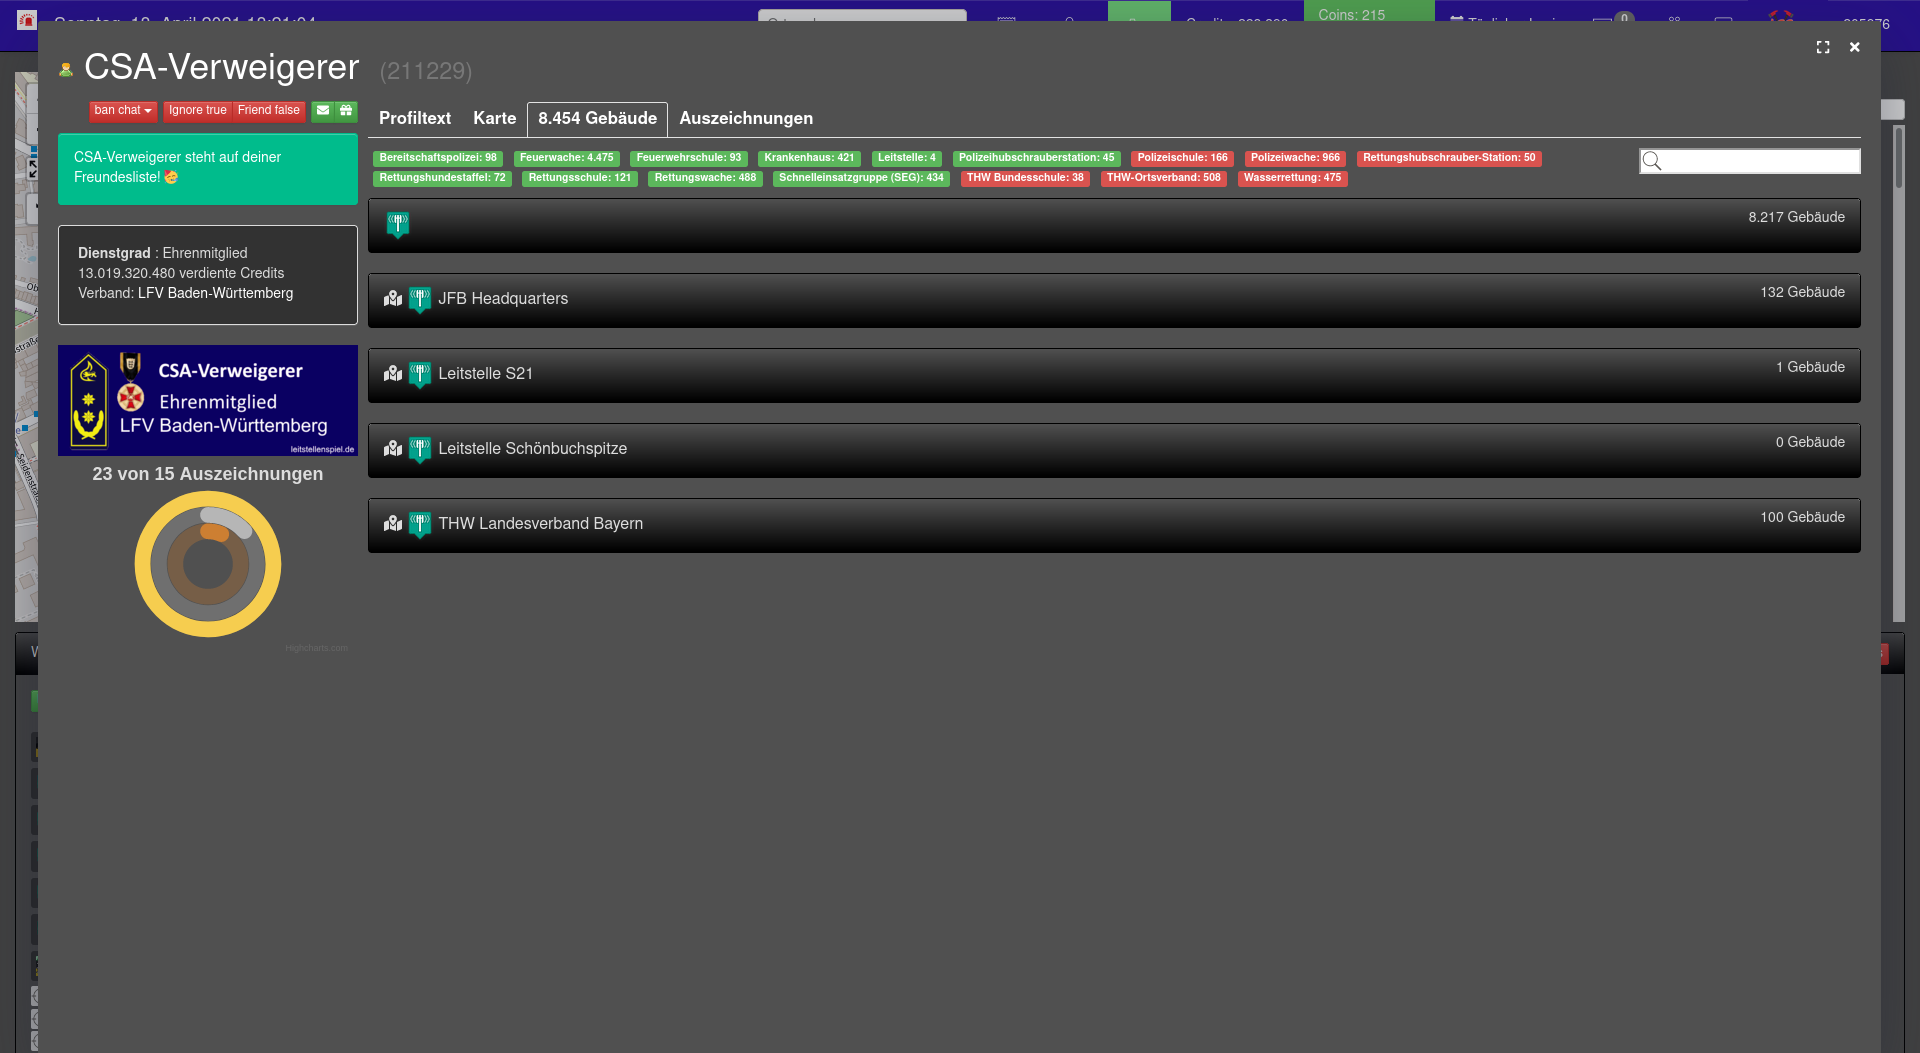 Coins: 215
CSA-Verweigerer (211229)
ban chat Ignore true Friend false
CSA-Verweigerer steht auf deiner
Freundesliste!
Dienstgrad : Ehrenmitglied
13.019.320.480 verdiente Credits
Verband: LFV Baden-Württemberg
CSA-Verweigerer
Ehrenmitglied
LFV Baden-Württemberg
leitstellenspiel.de
23 von 15 Auszeichnungen
Highcharts.com
Profiltext Karte 8.454 Gebäude Auszeichnungen
Bereitschaftspolizei: 98 Feuerwache: 4.475 Feuerwehrschule: 93 Krankenhaus: 421 Leitstelle: 4 Polizeihubschrauberstation: 45 Polizeischule: 166 Polizeiwache: 966 Rettungshubschrauber-Station: 50
Rettungshundestaffel: 72 Rettungsschule: 121 Rettungswache: 488 Schnelleinsatzgruppe (SEG): 434 THW Bundesschule: 38 THW-Ortsverband: 508 Wasserrettung: 475
8.217 Gebäude
JFB Headquarters 132 Gebäude
Leitstelle S21 1 Gebäude
Leitstelle Schönbuchspitze 0 Gebäude
THW Landesverband Bayern 100 Gebäude